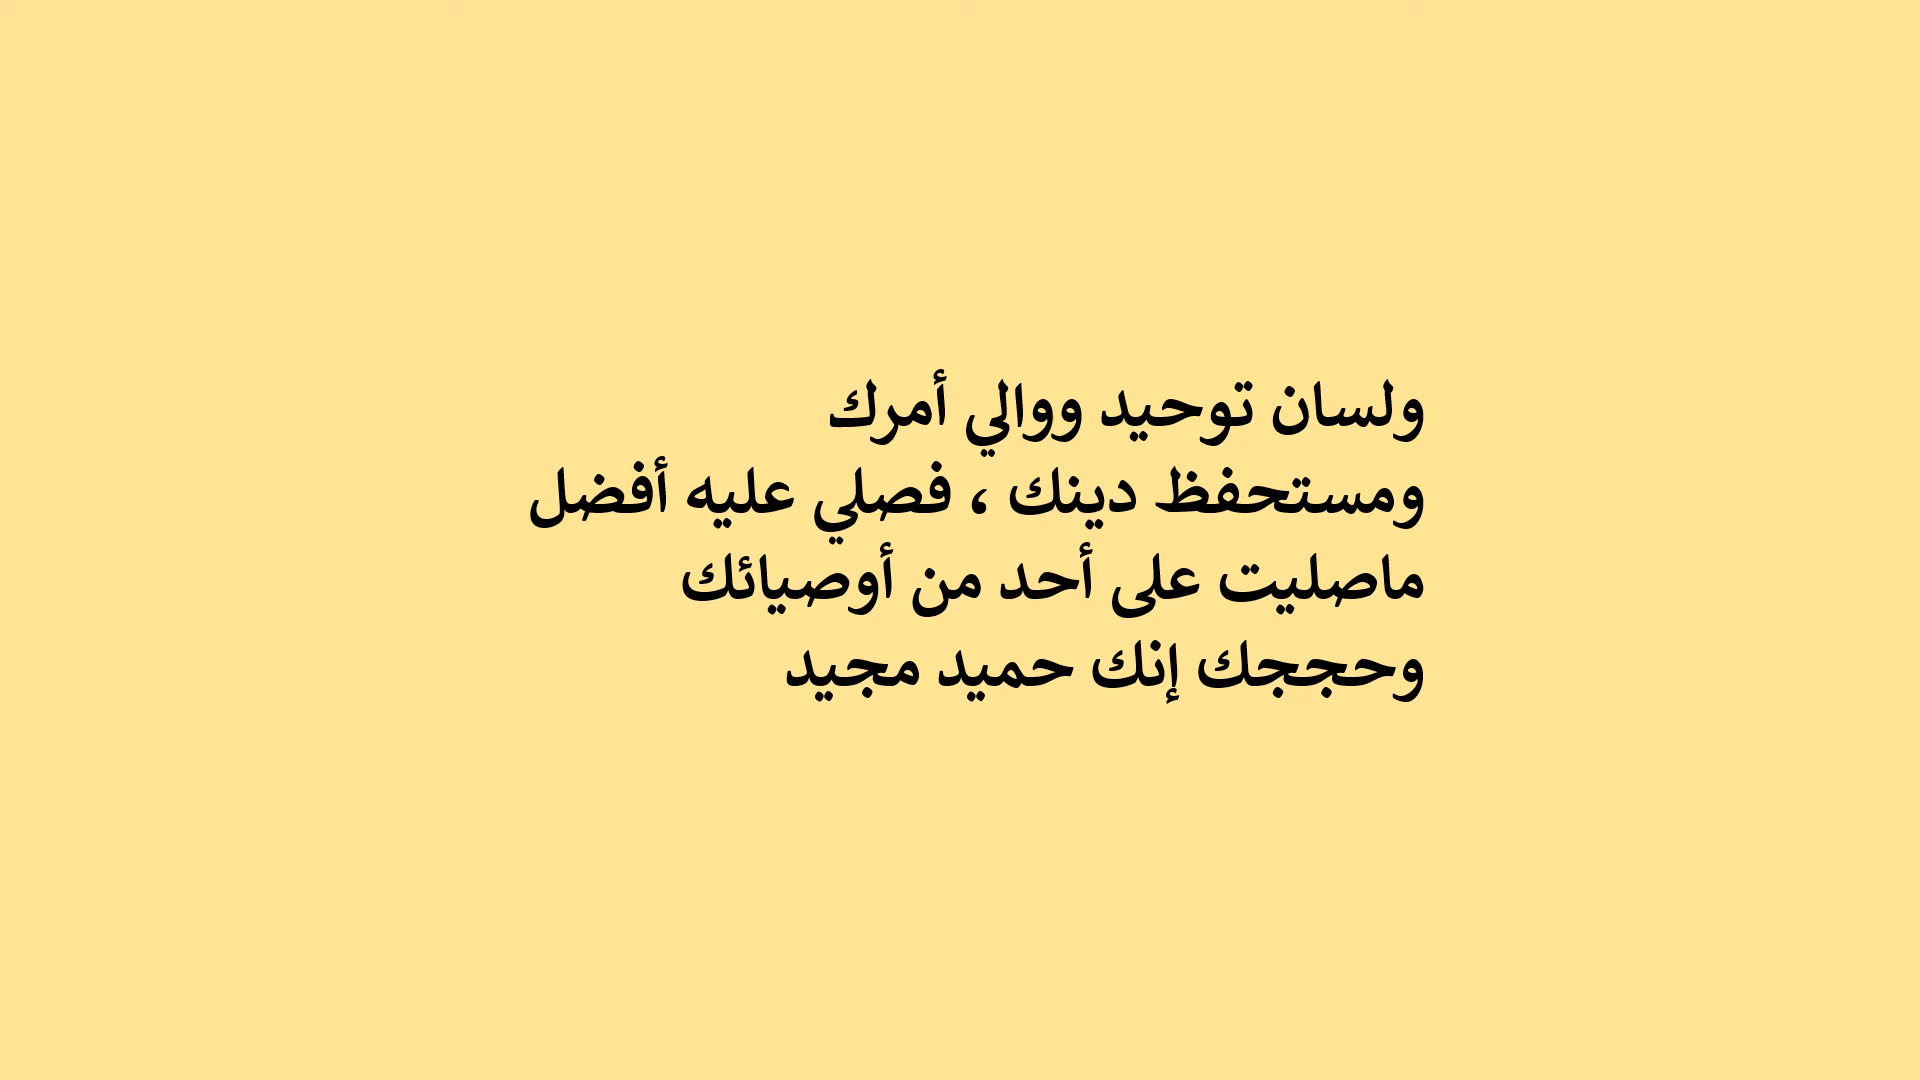 ولسان توحيد ووالي أمرك
ومستحفظ دينك ، فصلي عليه أفضل
ماصليت على أحد من أوصيائك
وحججك إنك حميد مجيد